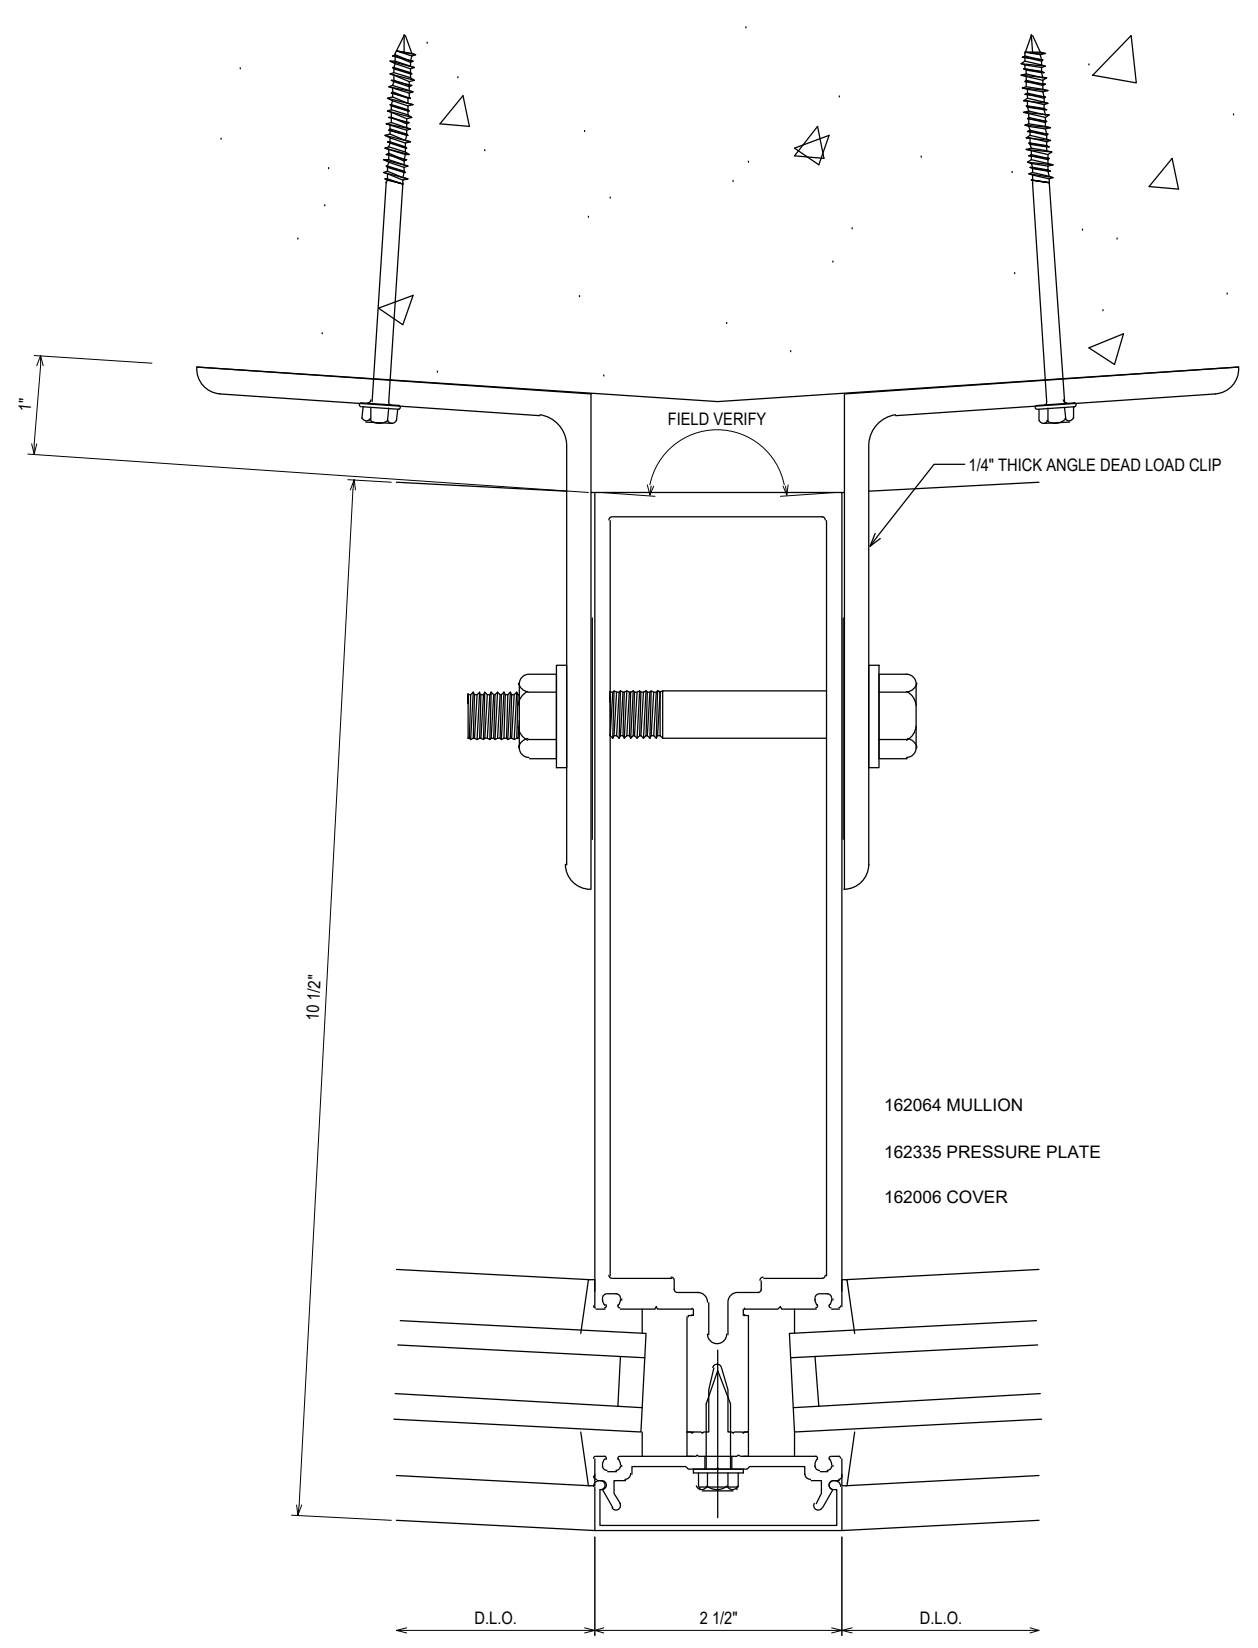 1"
FIELD VERIFY
1/4" THICK ANGLE DEAD LOAD CLIP
10 1/2"
162064 MULLION
162335 PRESSURE PLATE
162006 COVER
D.L.O.
2 1/2"
D.L.O.